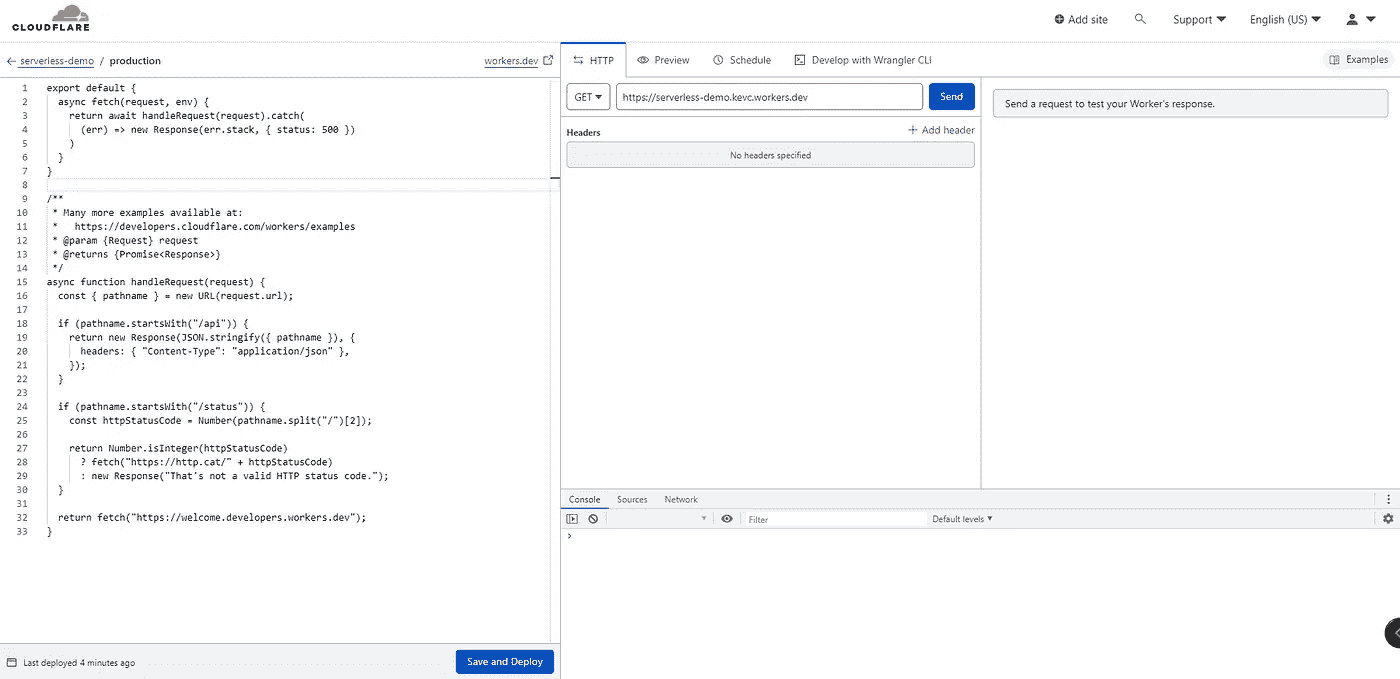 CLOUDFLARE
Add site
Support
English (US)
serverless-demo / production
workers.dev
1 export default {
2 async fetch(request, env) {
3 return await handleRequest(request).catch(
4 (err) => new Response(err.stack, { status: 500 })
5 )
6 }
7 }
8
9 /**
10 * Many more examples available at:
11 * https://developers.cloudflare.com/workers/examples
12 * @param {Request} request
13 * @returns {Promise<Response>}
14 */
15 async function handleRequest(request) {
16 const { pathname } = new URL(request.url);
17
18 if (pathname.startsWith("/api")) {
19 return new Response(JSON.stringify({ pathname }), {
20 headers: { "Content-Type": "application/json" },
21 });
22 }
23
24 if (pathname.startsWith("/status")) {
25 const httpStatusCode = Number(pathname.split("/")[2]);
26
27 return Number.isInteger(httpStatusCode)
28 ? fetch("https://http.cat/" + httpStatusCode)
29 : new Response("That's not a valid HTTP status code.");
30 }
31
32 return fetch("https://welcome.developers.workers.dev");
33 }
Last deployed 4 minutes ago
Save and Deploy
HTTP
Preview
Schedule
Develop with Wrangler CLI
Examples
GET
https://serverless-demo.kevc.workers.dev
Send
Headers
Add header
No headers specified
Send a request to test your Worker's response.
Console Sources Network
Filter
Default levels